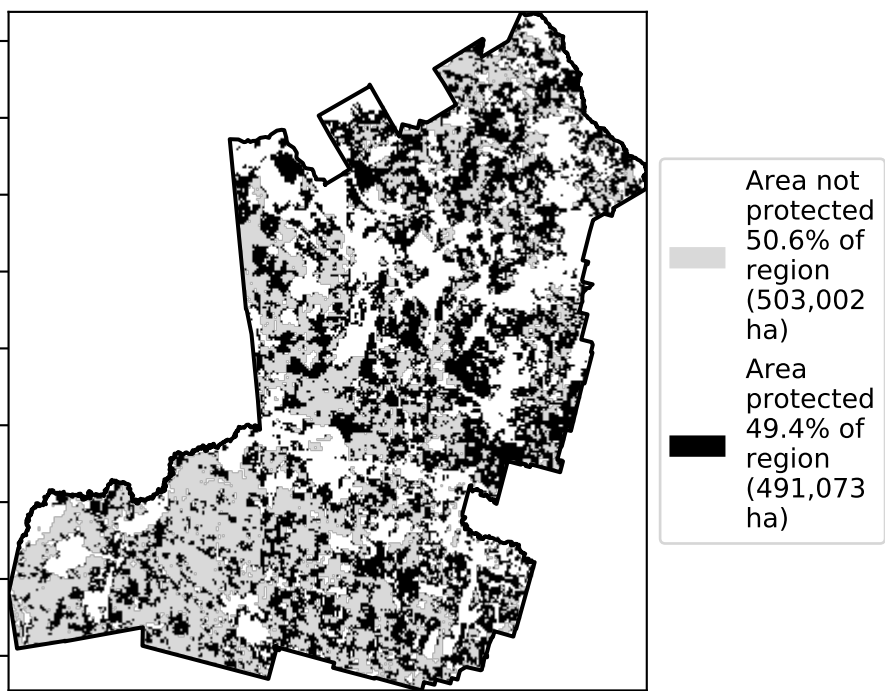 Area not
protected
50.6% of
region
(503,002
ha)
Area
protected
49.4% of
region
(491,073
ha)